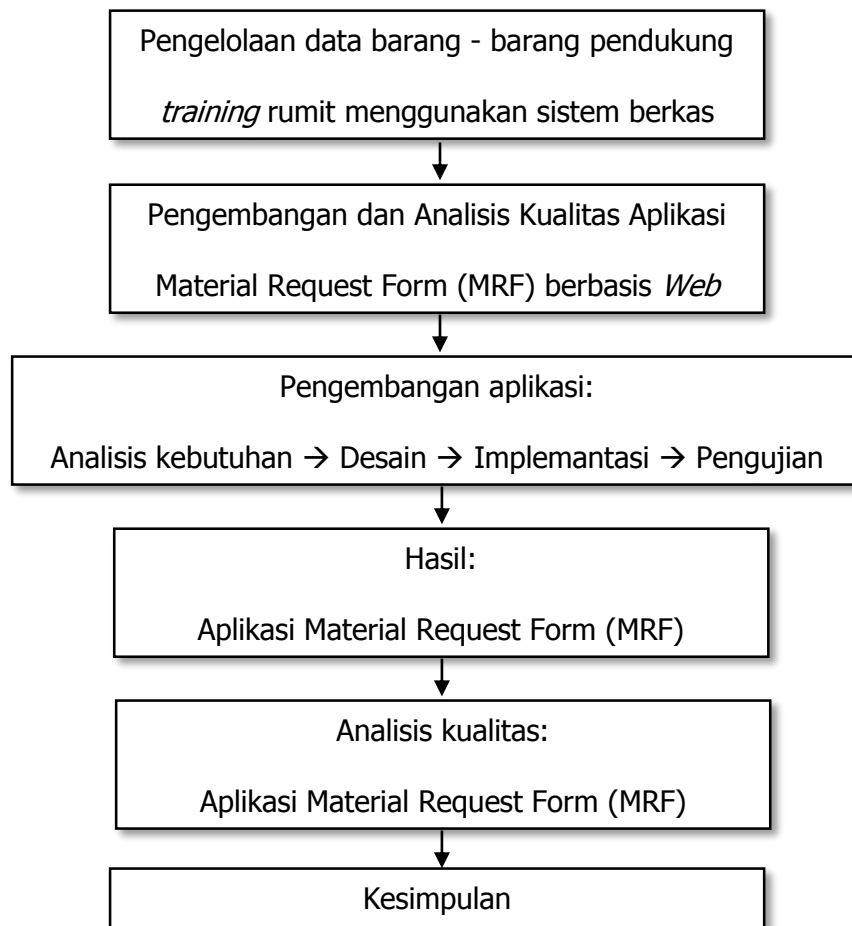 Pengelolaan data barang - barang pendukung
training rumit menggunakan sistem berkas
Pengembangan dan Analisis Kualitas Aplikasi
Material Request Form (MRF) berbasis Web
Pengembangan aplikasi:
Analisis kebutuhan → Desain → Implemantasi → Pengujian
Hasil:
Aplikasi Material Request Form (MRF)
Analisis kualitas:
Aplikasi Material Request Form (MRF)
Kesimpulan